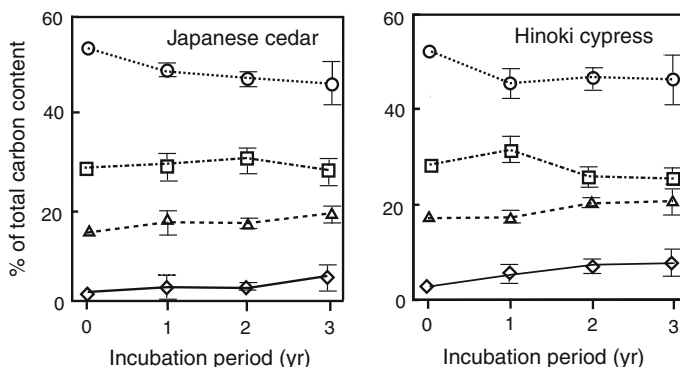 % of total carbon content
60
40
20
0
Japanese cedar
0 1 2 3
Incubation period (yr)
60
40
20
0
Hinoki cypress
0 1 2 3
Incubation period (yr)